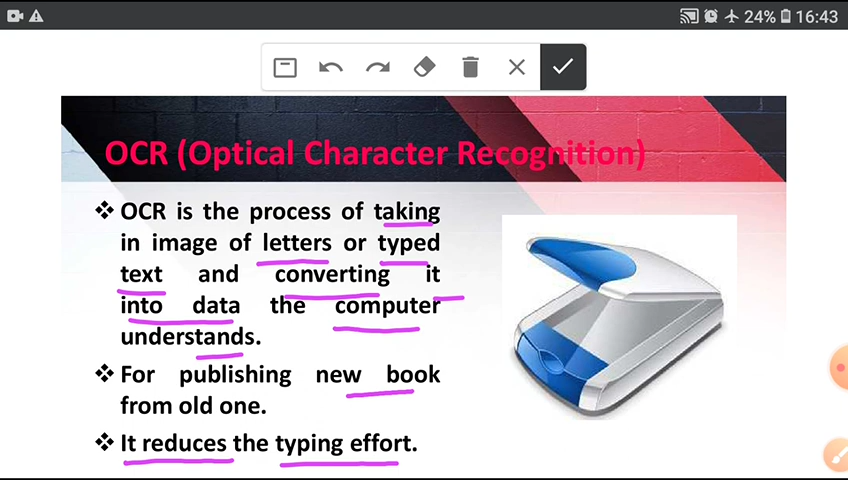 24% 16:43
OCR (Optical Character Recognition)
❖ OCR is the process of taking
in image of letters or typed
text and converting it
into data the computer
understands.
❖ For publishing new book
from old one.
❖ It reduces the typing effort.